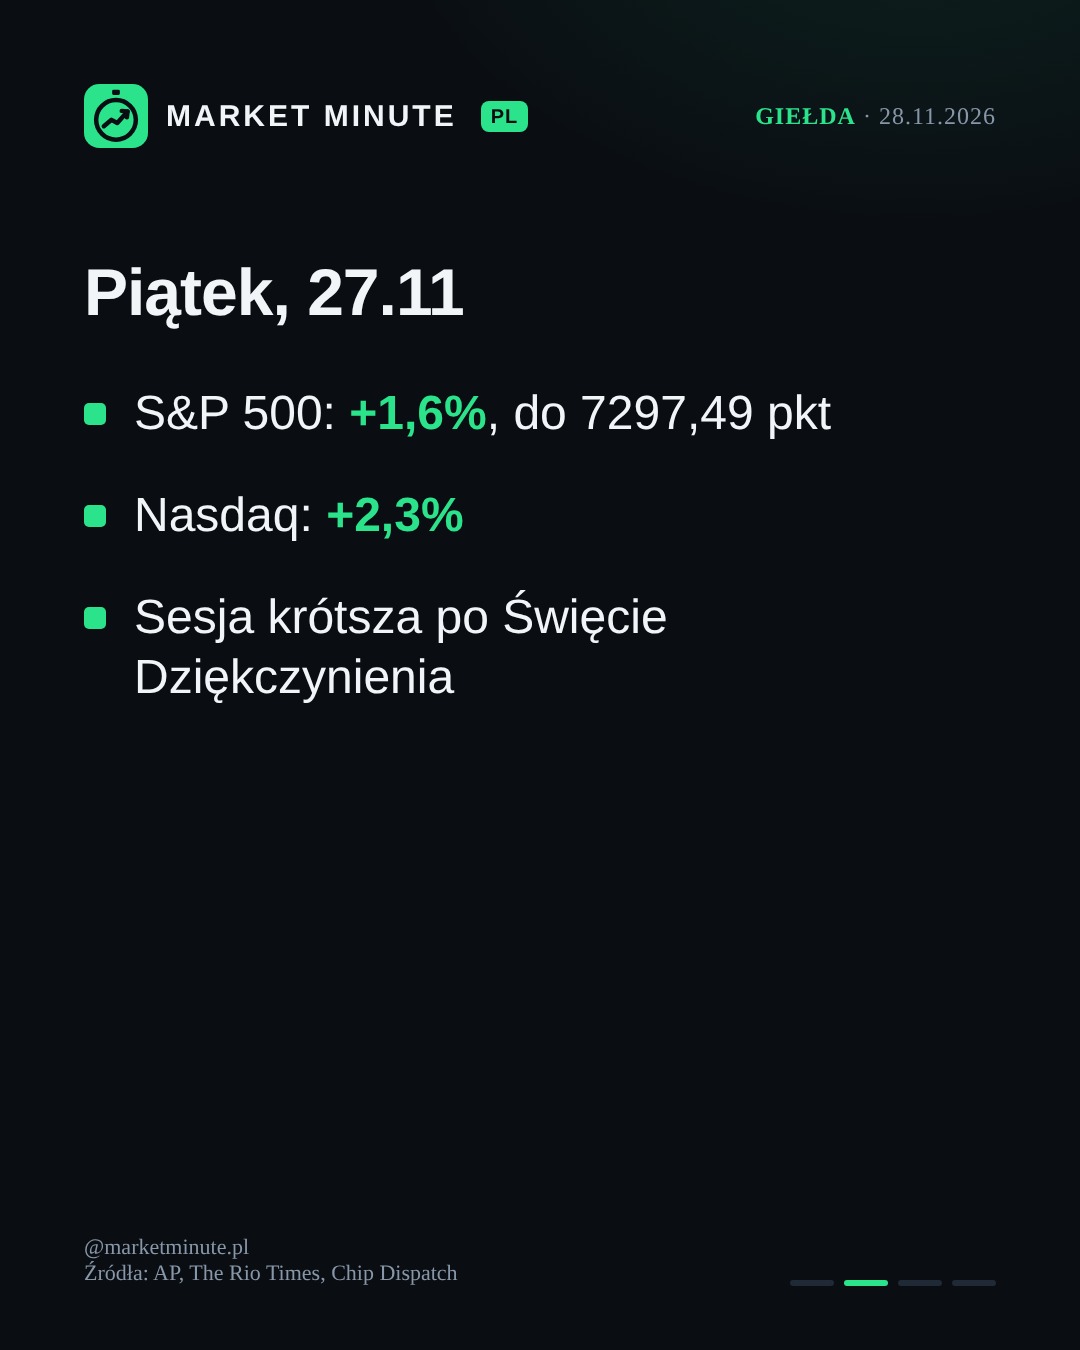 MARKET MINUTE PL
GIEŁDA · 28.11.2026
Piątek, 27.11
S&P 500: +1,6%, do 7297,49 pkt
Nasdaq: +2,3%
Sesja krótsza po Święcie
Dziękczynienia
@marketminute.pl
Źródła: AP, The Rio Times, Chip Dispatch